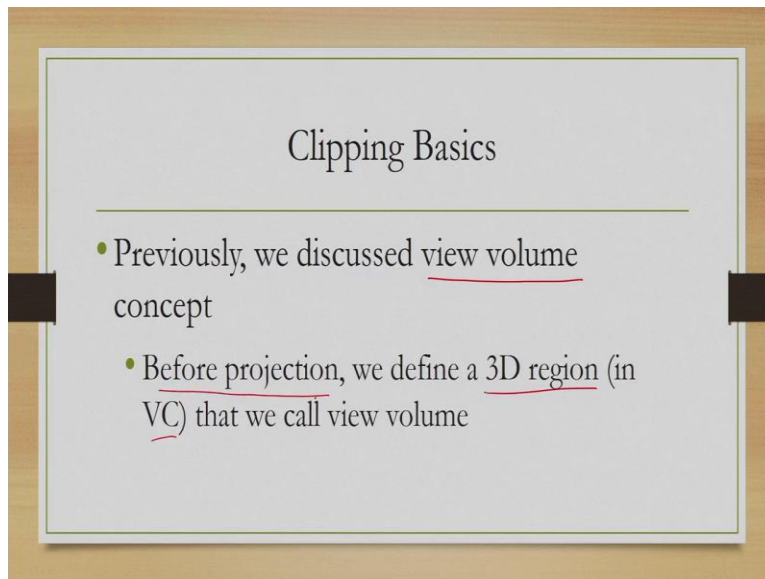 Clipping Basics
• Previously, we discussed view volume
concept
• Before projection, we define a 3D region (in
VC) that we call view volume